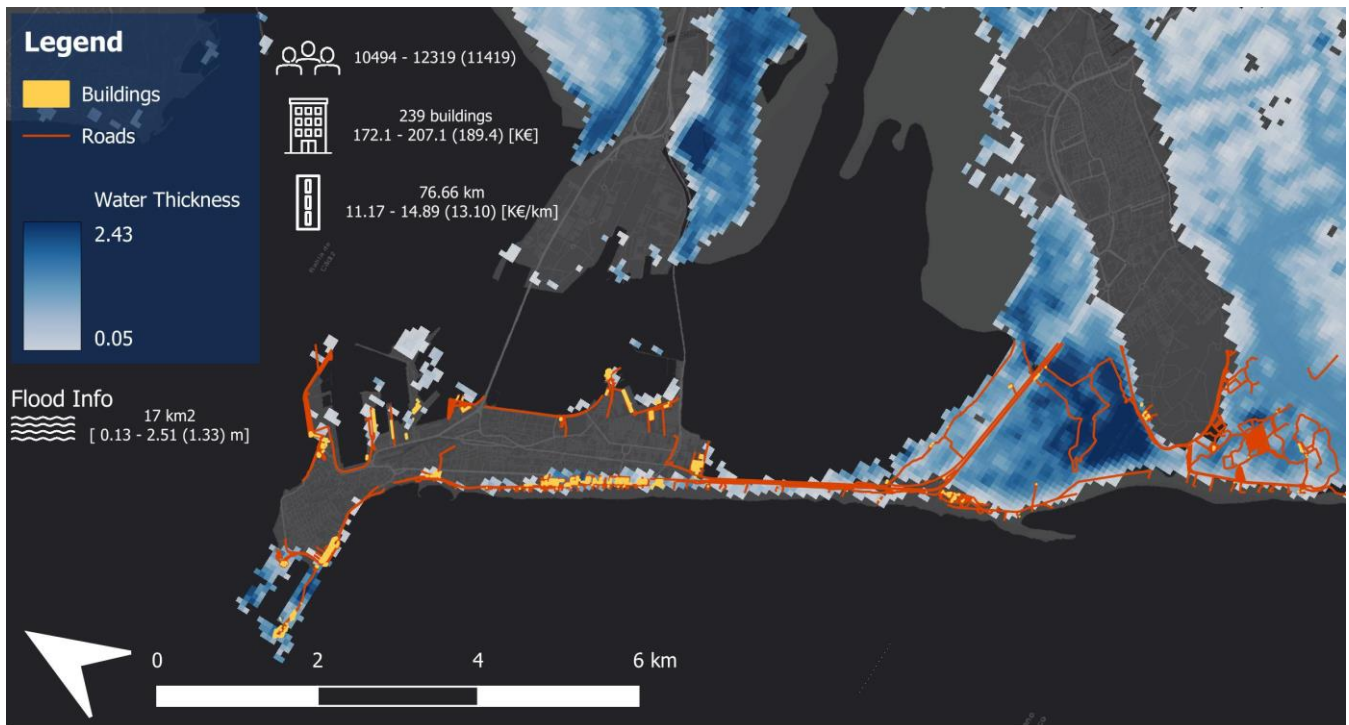 Legend
Buildings
Roads
Water Thickness
2.43
0.05
10494 - 12319 (11419)
239 buildings
172.1 - 207.1 (189.4) [K€]
76.66 km
11.17 - 14.89 (13.10) [K€/km]
Flood Info
17 km2
[ 0.13 - 2.51 (1.33) m]
0
2
4
6 km